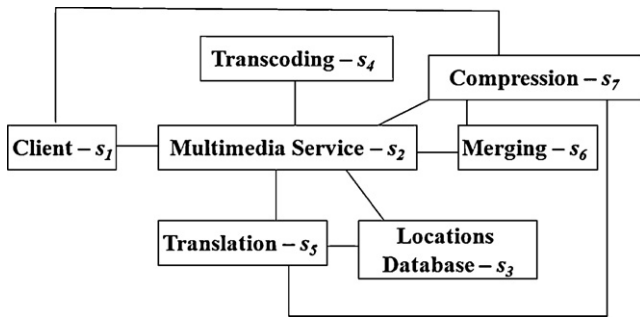 Transcoding – s4
Compression – s7
Client – s1
Multimedia Service – s2
Merging – s6
Translation – s5
Locations
Database – s3